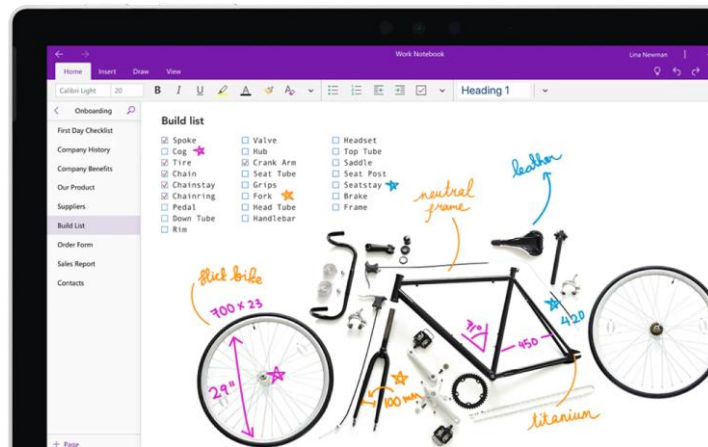 Work Notebook
Lina Newman
Home Insert Draw View
Calibri Light 20 B I U A A Heading 1
Onboarding
First Day Checklist
Company History
Company Benefits
Our Product
Suppliers
Build List
Order Form
Sales Report
Contacts
+ Page
Build list
Spoke
Cog
Tire
Chain
Chainstay
Chainring
Pedal
Down Tube
Rim
Valve
Hub
Crank Arm
Seat Tube
Grips
Fork
Head Tube
Handlebar
Headset
Top Tube
Saddle
Seat Post
Seatstay
Brake
Frame
leather
neutral
frame
slick bike
700 x 23
29"
100 mm
71°
450
420
titanium